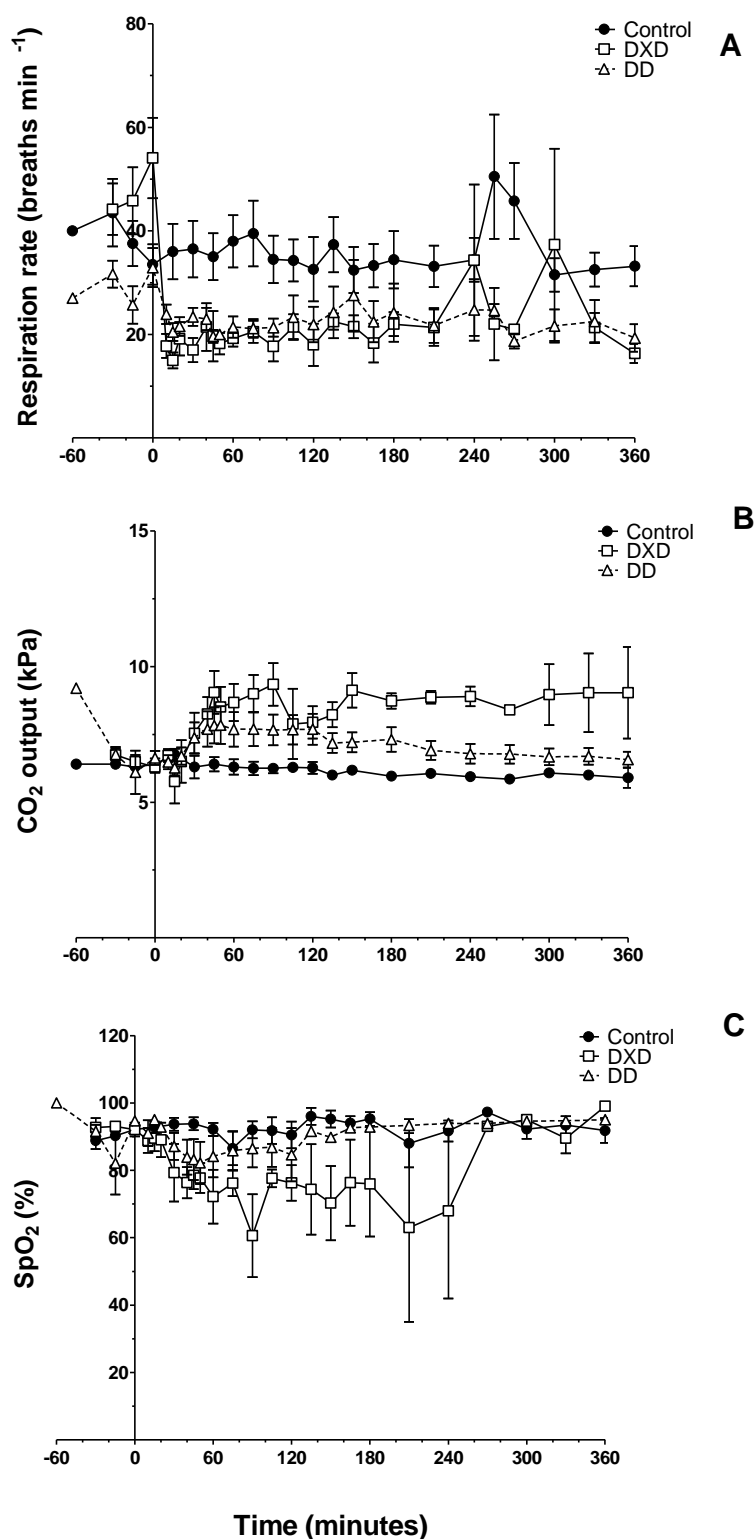 Control
DXD
DD
A
Respiration rate (breaths min ⁻¹)
80
60
40
20
-60 0 60 120 180 240 300 360
Control
DXD
DD
B
CO₂ output (kPa)
15
10
5
-60 0 60 120 180 240 300 360
Control
DXD
DD
C
SpO₂ (%)
120
100
80
60
40
20
-60 0 60 120 180 240 300 360
Time (minutes)